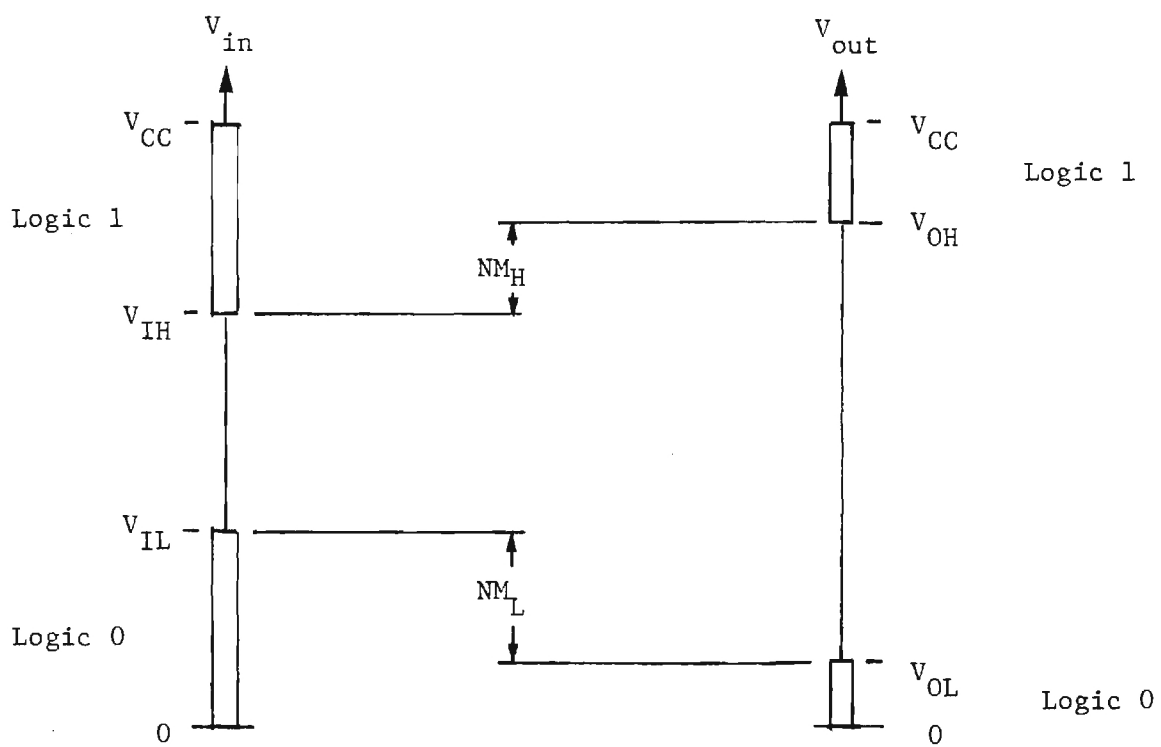 V_in
V_out
V_CC
V_CC
Logic 1
Logic 1
V_OH
NM_H
V_IH
V_IL
NM_L
Logic 0
V_OL
Logic 0
0
0